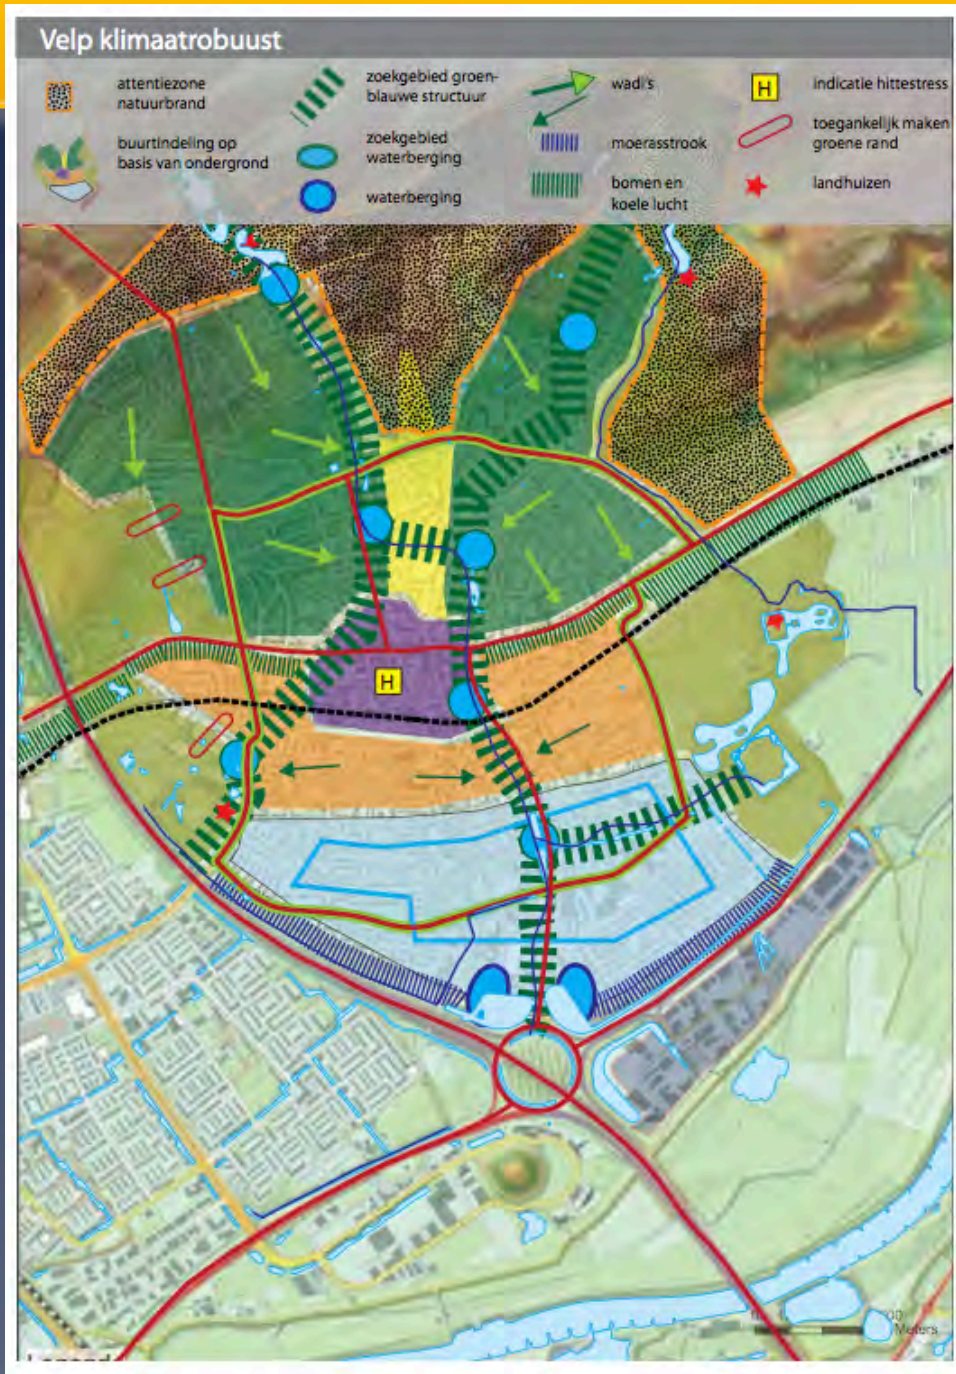 Velp klimaatrobuust
attentiezone
natuurbrand
buurtindeling op
basis van ondergrond
zoekgebied groen-
blauwe structuur
zoekgebied
waterberging
waterberging
wadi's
moerasstrook
bomen en
koele lucht
H
indicatie hittestress
toegankelijk maken
groene rand
landhuizen
H
Meters